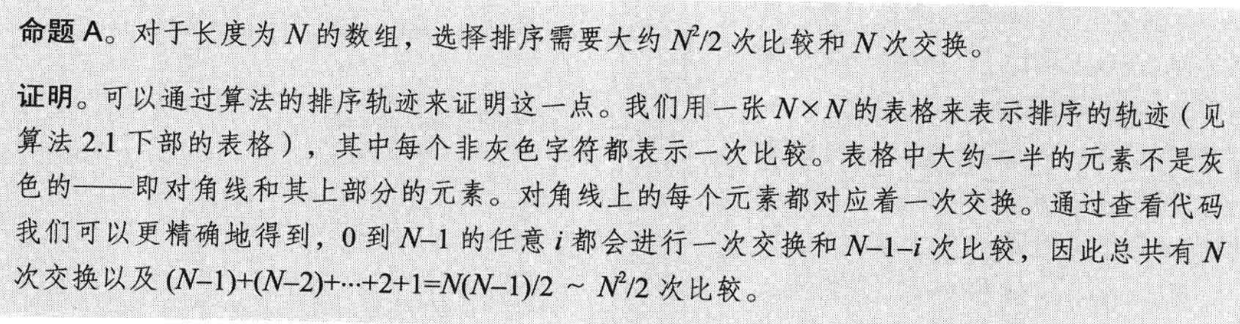 命题 A。对于长度为 N 的数组，选择排序需要大约 N²/2 次比较和 N 次交换。
证明。可以通过算法的排序轨迹来证明这一点。我们用一张 N×N 的表格来表示排序的轨迹（见
算法 2.1 下部的表格），其中每个非灰色字符都表示一次比较。表格中大约一半的元素不是灰
色的——即对角线和其上部分的元素。对角线上的每个元素都对应着一次交换。通过查看代码
我们可以更精确地得到，0 到 N–1 的任意 i 都会进行一次交换和 N–1–i 次比较，因此总共有 N
次交换以及 (N–1)+(N–2)+···+2+1=N(N–1)/2 ~ N²/2 次比较。